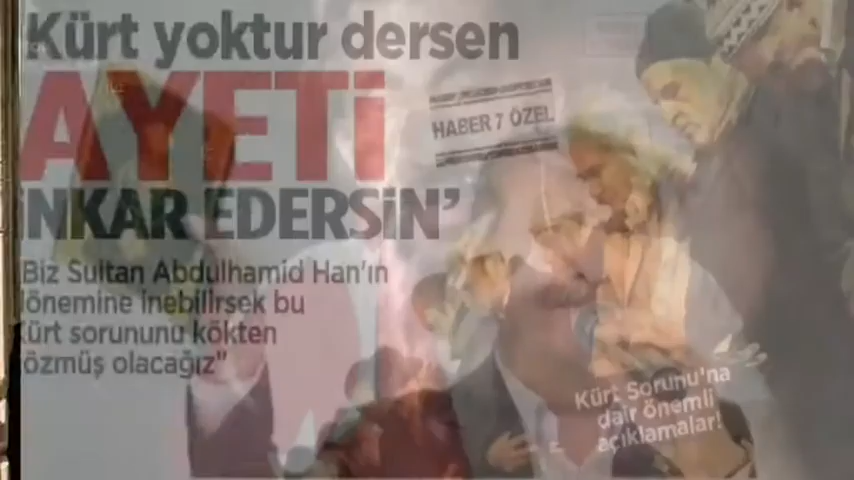 Kürt yoktur dersen
AYETİ
İNKAR EDERSİN’
HABER 7 ÖZEL
Biz Sultan Abdulhamid Han'ın
dönemine inebilirsek bu
kürt sorununu kökten
çözmüş olacağız"
Kürt Sorunu'na
dair önemli
açıklamalar!